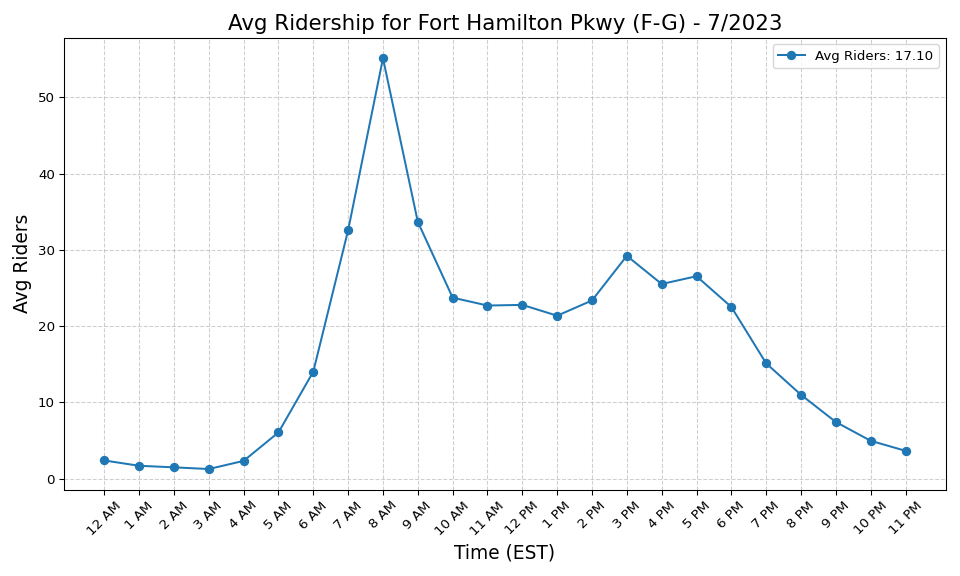 Avg Ridership for Fort Hamilton Pkwy (F-G) - 7/2023
Avg Riders: 17.10
Avg Riders
50
40
30
20
10
0
12 AM 1 AM 2 AM 3 AM 4 AM 5 AM 6 AM 7 AM 8 AM 9 AM 10 AM 11 AM 12 PM 1 PM 2 PM 3 PM 4 PM 5 PM 6 PM 7 PM 8 PM 9 PM 10 PM 11 PM
Time (EST)